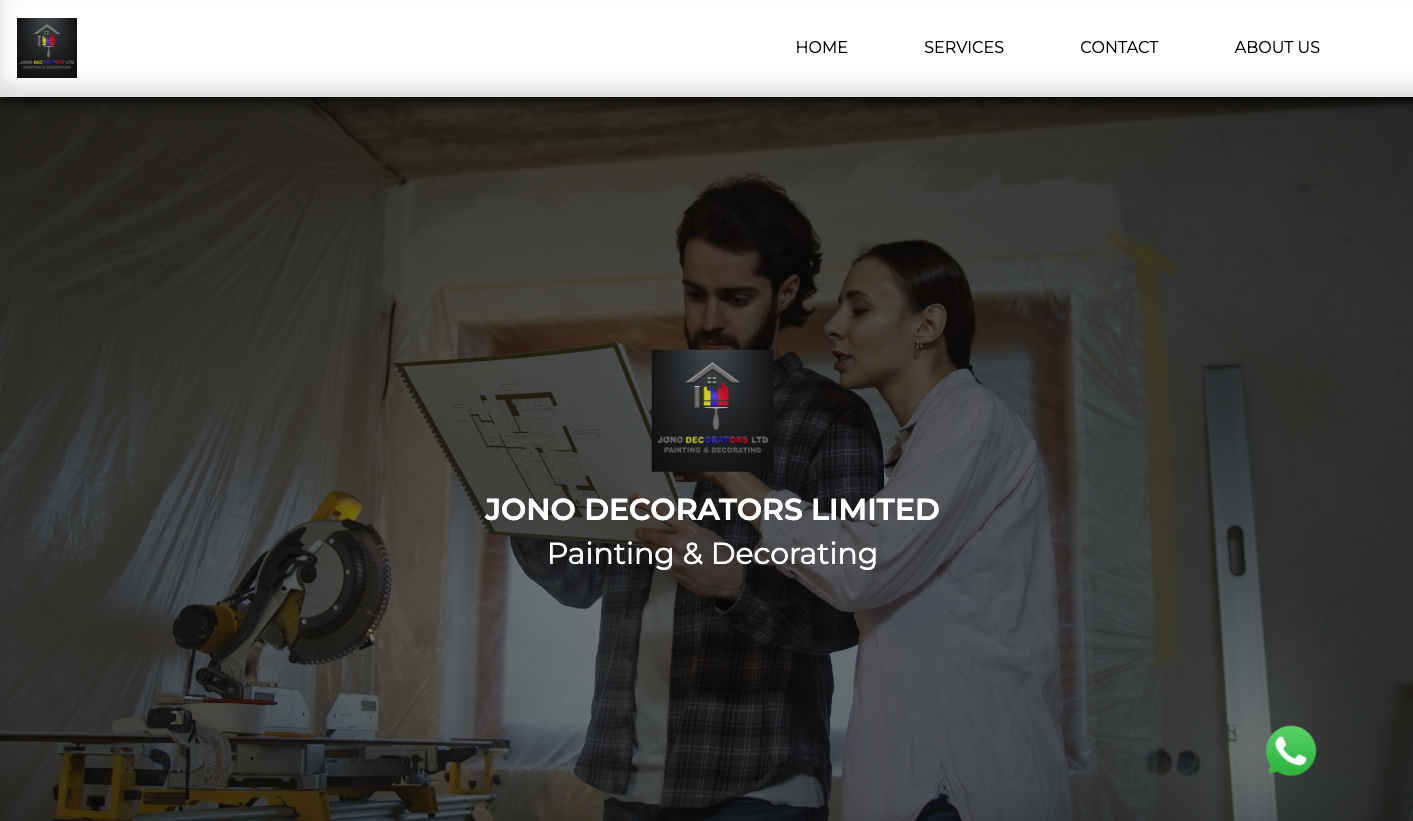 JONO DECORATORS LTD
PAINTING & DECORATING
HOME SERVICES CONTACT ABOUT US
JONO DECORATORS LTD
PAINTING & DECORATING
JONO DECORATORS LIMITED
Painting & Decorating